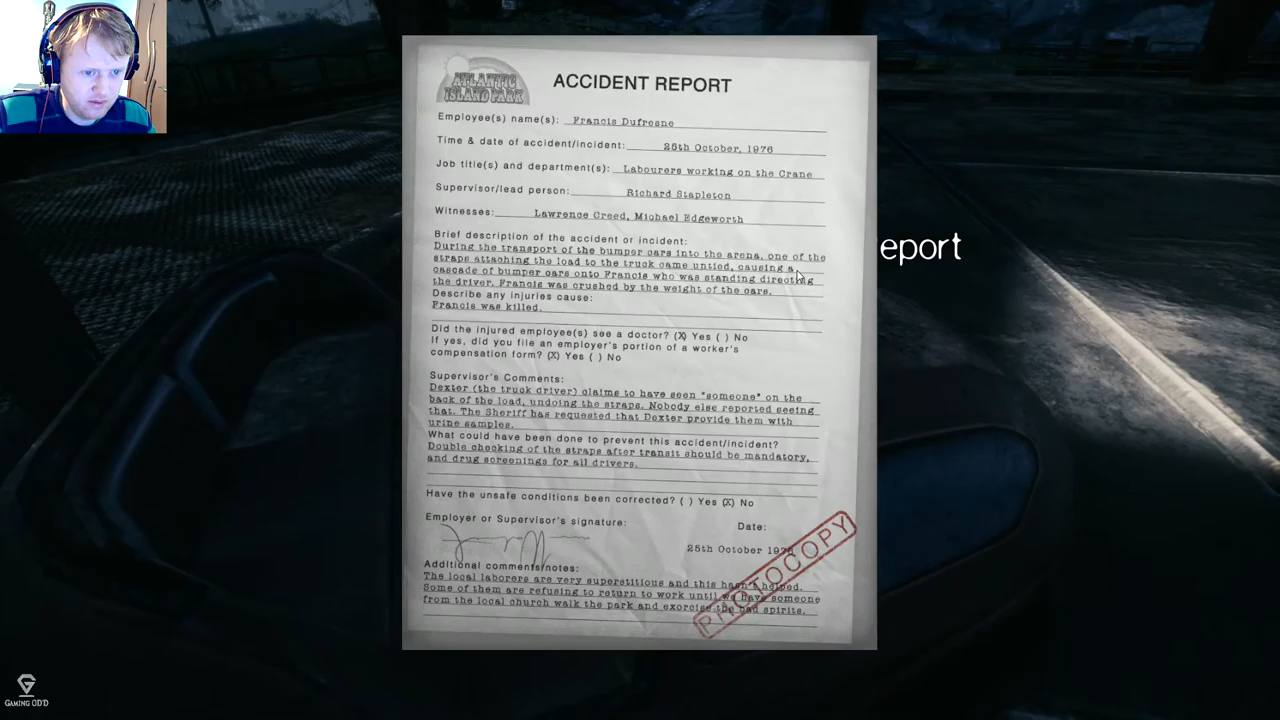 ATLANTIC
ISLAND PARK
ACCIDENT REPORT
Employee(s) name(s): Francis Dufresne
Time & date of accident/incident: 25th October, 1976
Job title(s) and department(s): Labourers working on the Crane
Supervisor/lead person: Richard Stapleton
Witnesses: Lawrence Creed, Michael Edgeworth
Brief description of the accident or incident:
During the transport of the bumper cars into the arena, one of the
straps attaching the load to the truck came untied, causing a
cascade of bumper cars onto Francis who was standing directing
the driver. Francis was crushed by the weight of the cars.
Describe any injuries cause:
Francis was killed.
Did the injured employee(s) see a doctor? (X) Yes ( ) No
If yes, did you file an employer's portion of a worker's
compensation form? (X) Yes ( ) No
Supervisor's Comments:
Dexter (the truck driver) claims to have seen "someone" on the
back of the load, undoing the straps. Nobody else reported seeing
that. The Sheriff has requested that Dexter provide them with
urine samples.
What could have been done to prevent this accident/incident?
Double checking of the straps after transit should be mandatory,
and drug screenings for all drivers.
Have the unsafe conditions been corrected? ( ) Yes (X) No
Employer or Supervisor's signature:
Date:
25th October 1976
Additional comments/notes:
The local laborers are very superstitious and this hasn't helped.
Some of them are refusing to return to work until we have someone
from the local church walk the park and exorcise the bad spirits.
PHOTOCOPY
eport
GAMING OD'D